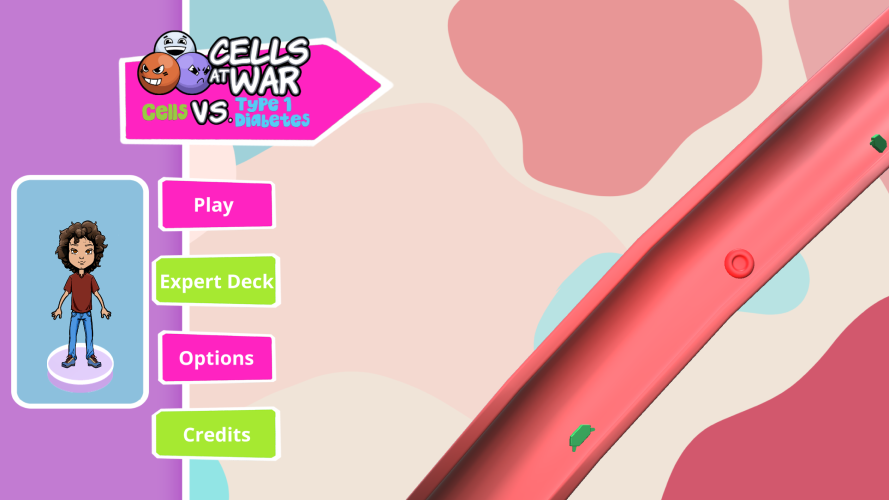 CELLS
AT WAR
Cells VS. Type 1
Diabetes
Play
Expert Deck
Options
Credits